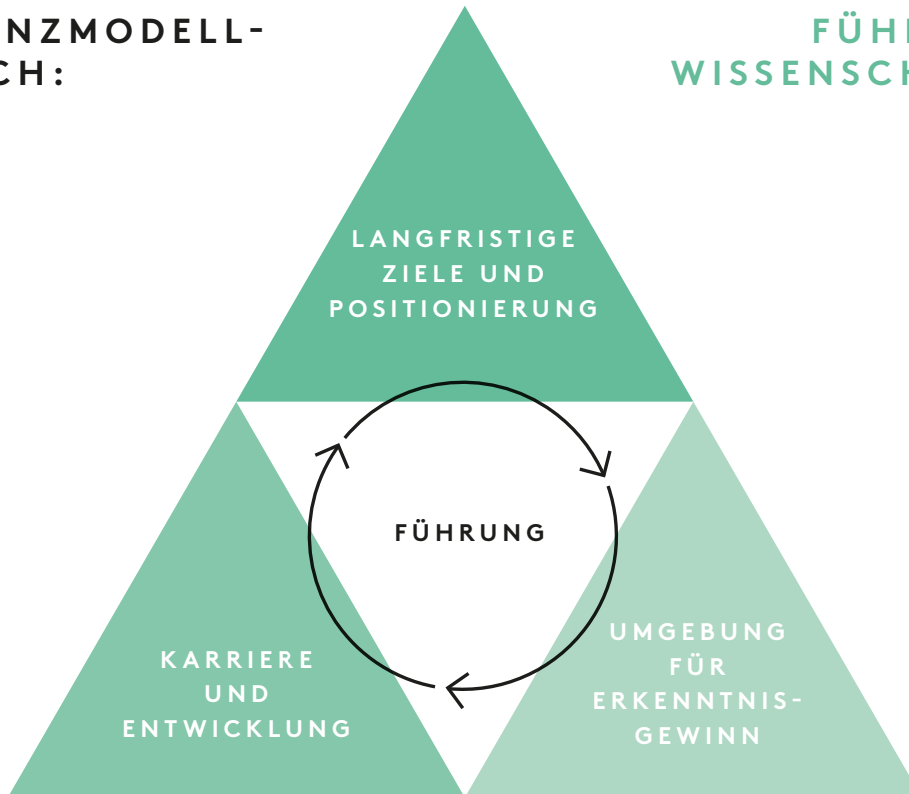 NZMODELL-
CH:
FÜH
WISSENSCH
LANGFRISTIGE
ZIELE UND
POSITIONIERUNG
FÜHRUNG
KARRIERE
UND
ENTWICKLUNG
UMGEBUNG
FÜR
ERKENNTNIS-
GEWINN